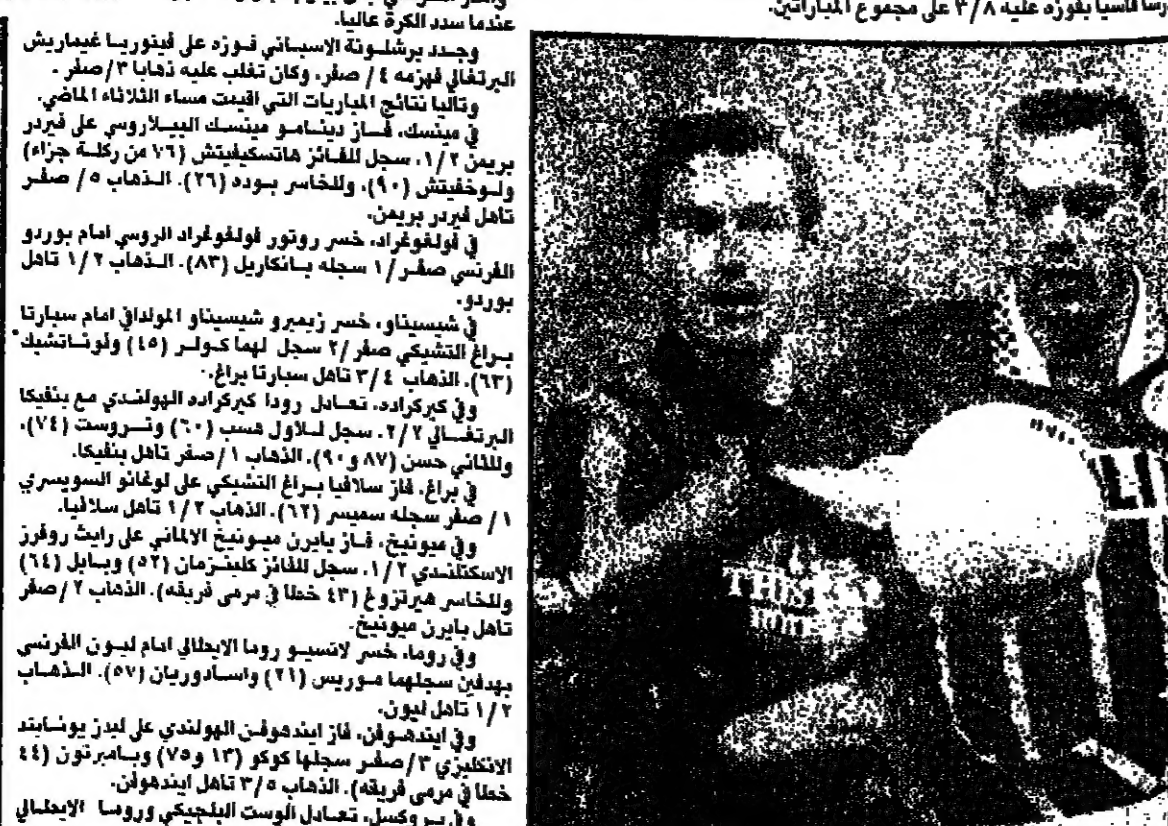 عندما سدد الكرة عاليا.
وجدد برشلونة الاسباني فوزه على فيتوريا غيماريش
البرتغالي فهزمه ٤/ صفر، وكان تغلب عليه ذهابا ٣/صفر.
وتاليا نتائج المباريات التي اقيمت مساء الثلاثاء الماضي.
في مينسك، فاز دينامو مينسك البيلاروسي على فيردر
بريمن ٢/١. سجل للفائز هاتسكيفيتش (٧٦ من ركلة جزاء)
ولوخفيتش (٩٠)، وللخاسر بوده (٢٦). الذهاب ٥/ صفر
تاهل فيردر بريمن.
في فولغوغراد، خسر روتور فولغوغراد الروسي امام بوردو
الفرنسي صفر/١ سجله بانكاريل (٨٣). الذهاب ٢/١ تاهل
بوردو.
في شيسيناو، خسر زيمبرو شيسيناو المولدافي امام سبارتا
براغ التشيكي صفر/٢ سجل لهما كولر (٤٥) ولوناتشيك
(٦٣). الذهاب ٣/٤ تاهل سبارتا براغ.
وفي كيركراده، تعادل رودا كيركراده الهولندي مع بنفيكا
البرتغالي ٢/٢. سجل للاول هسب (٦٠) وتروست (٧٤)،
وللثاني حسن (٨٧ و٩٠). الذهاب ١/صفر تاهل بنفيكا.
في براغ، فاز سلافيا براغ التشيكي على لوغانو السويسري
١/ صفر سجله سميسر (٦٢). الذهاب ٢/١ تاهل سلافيا.
وفي ميونيخ، فاز بايرن ميونيخ الالماني على رايث روفرز
الاسكتلندي ٢/١. سجل للفائز كلينزمان (٥٢) وبابل (٦٤)
وللخاسر هيرتزوغ (٤٣ خطا في مرمى فريقه). الذهاب ٢/صفر
تاهل بايرن ميونيخ.
وفي روما، خسر لاتسيو روما الايطالي امام ليون الفرنسي
بهدفين سجلهما موريس (٢١) واسادوريان (٥٧). الذهاب
٢/١ تاهل ليون.
وفي ايندهوفن، فاز ايندهوفن الهولندي على ليدز يونايتد
الانكليزي ٣/صفر سجلها كوكو (١٣ و٧٥) وبامبرتون (٤٤
خطا في مرمى فريقه). الذهاب ٣/٥ تاهل ايندهوفن.
وفي بروكسل، تعادل الوست البلجيكي وروما الايطالي
درسا قاسيا بفوزه عليه ٣/٨ على مجموع المباراتين.